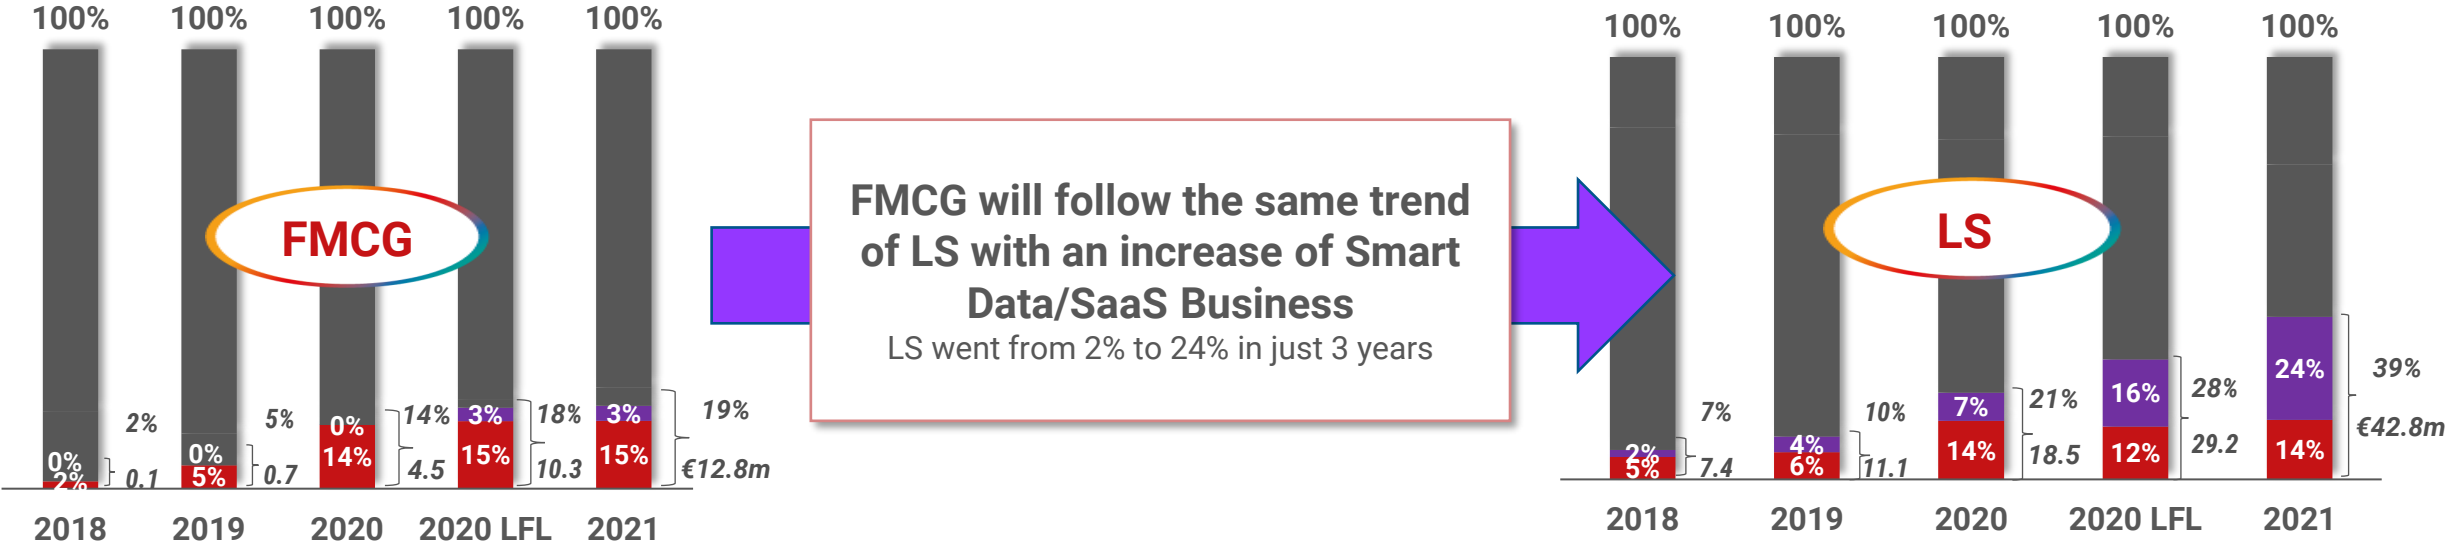 100% 100% 100% 100% 100%
FMCG
2% 5% 14% 18% 19%
0% 0% 0% 3% 3%
2% 5% 14% 15% 15%
0.1 0.7 4.5 10.3 €12.8m
2018 2019 2020 2020 LFL 2021
FMCG will follow the same trend
of LS with an increase of Smart
Data/SaaS Business
LS went from 2% to 24% in just 3 years
100% 100% 100% 100% 100%
LS
7% 10% 21% 28% 39%
2% 4% 7% 16% 24%
5% 6% 14% 12% 14%
7.4 11.1 18.5 29.2 €42.8m
2018 2019 2020 2020 LFL 2021